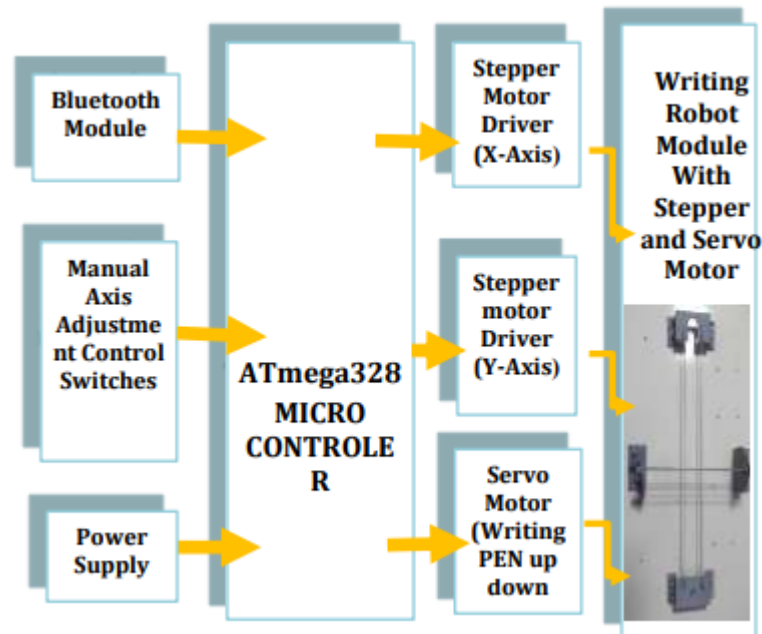 Bluetooth
Module
Manual
Axis
Adjustme
nt Control
Switches
Power
Supply
ATmega328
MICRO
CONTROLE
R
Stepper
Motor
Driver
(X-Axis)
Stepper
motor
Driver
(Y-Axis)
Servo
Motor
(Writing
PEN up
down
Writing
Robot
Module
With
Stepper
and Servo
Motor